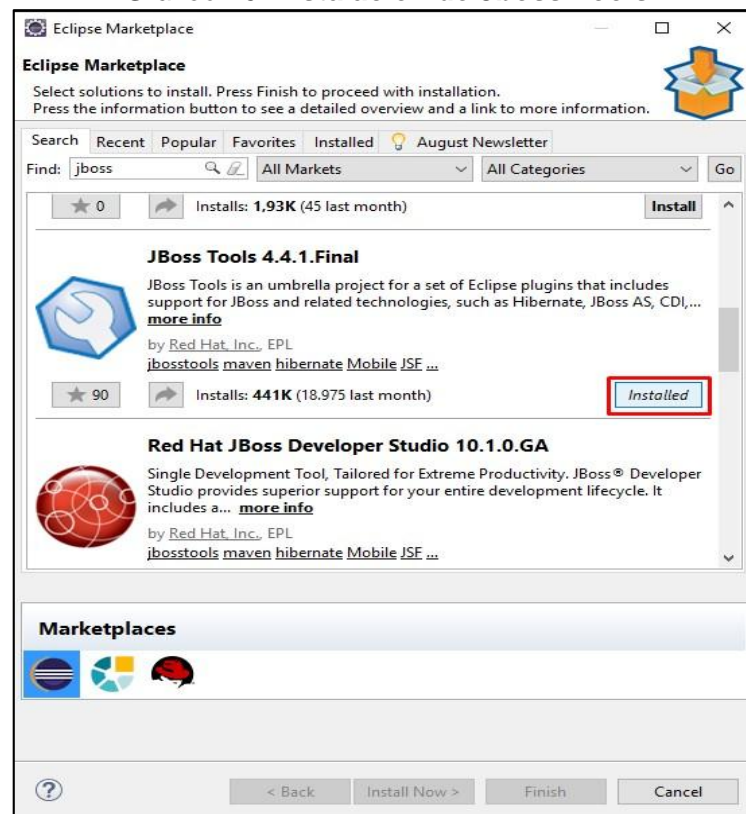 Eclipse Marketplace
Eclipse Marketplace
Select solutions to install. Press Finish to proceed with installation.
Press the information button to see a detailed overview and a link to more information.
Search Recent Popular Favorites Installed August Newsletter
Find: jboss All Markets All Categories Go
0 Installs: 1,93K (45 last month) Install
JBoss Tools 4.4.1.Final
JBoss Tools is an umbrella project for a set of Eclipse plugins that includes
support for JBoss and related technologies, such as Hibernate, JBoss AS, CDI,...
more info
by Red Hat, Inc., EPL
jbosstools maven hibernate Mobile JSF ...
90 Installs: 441K (18.975 last month) Installed
Red Hat JBoss Developer Studio 10.1.0.GA
Single Development Tool, Tailored for Extreme Productivity. JBoss® Developer
Studio provides superior support for your entire development lifecycle. It
includes a... more info
by Red Hat, Inc., EPL
jbosstools maven hibernate Mobile JSF ...
Marketplaces
? < Back Install Now > Finish Cancel